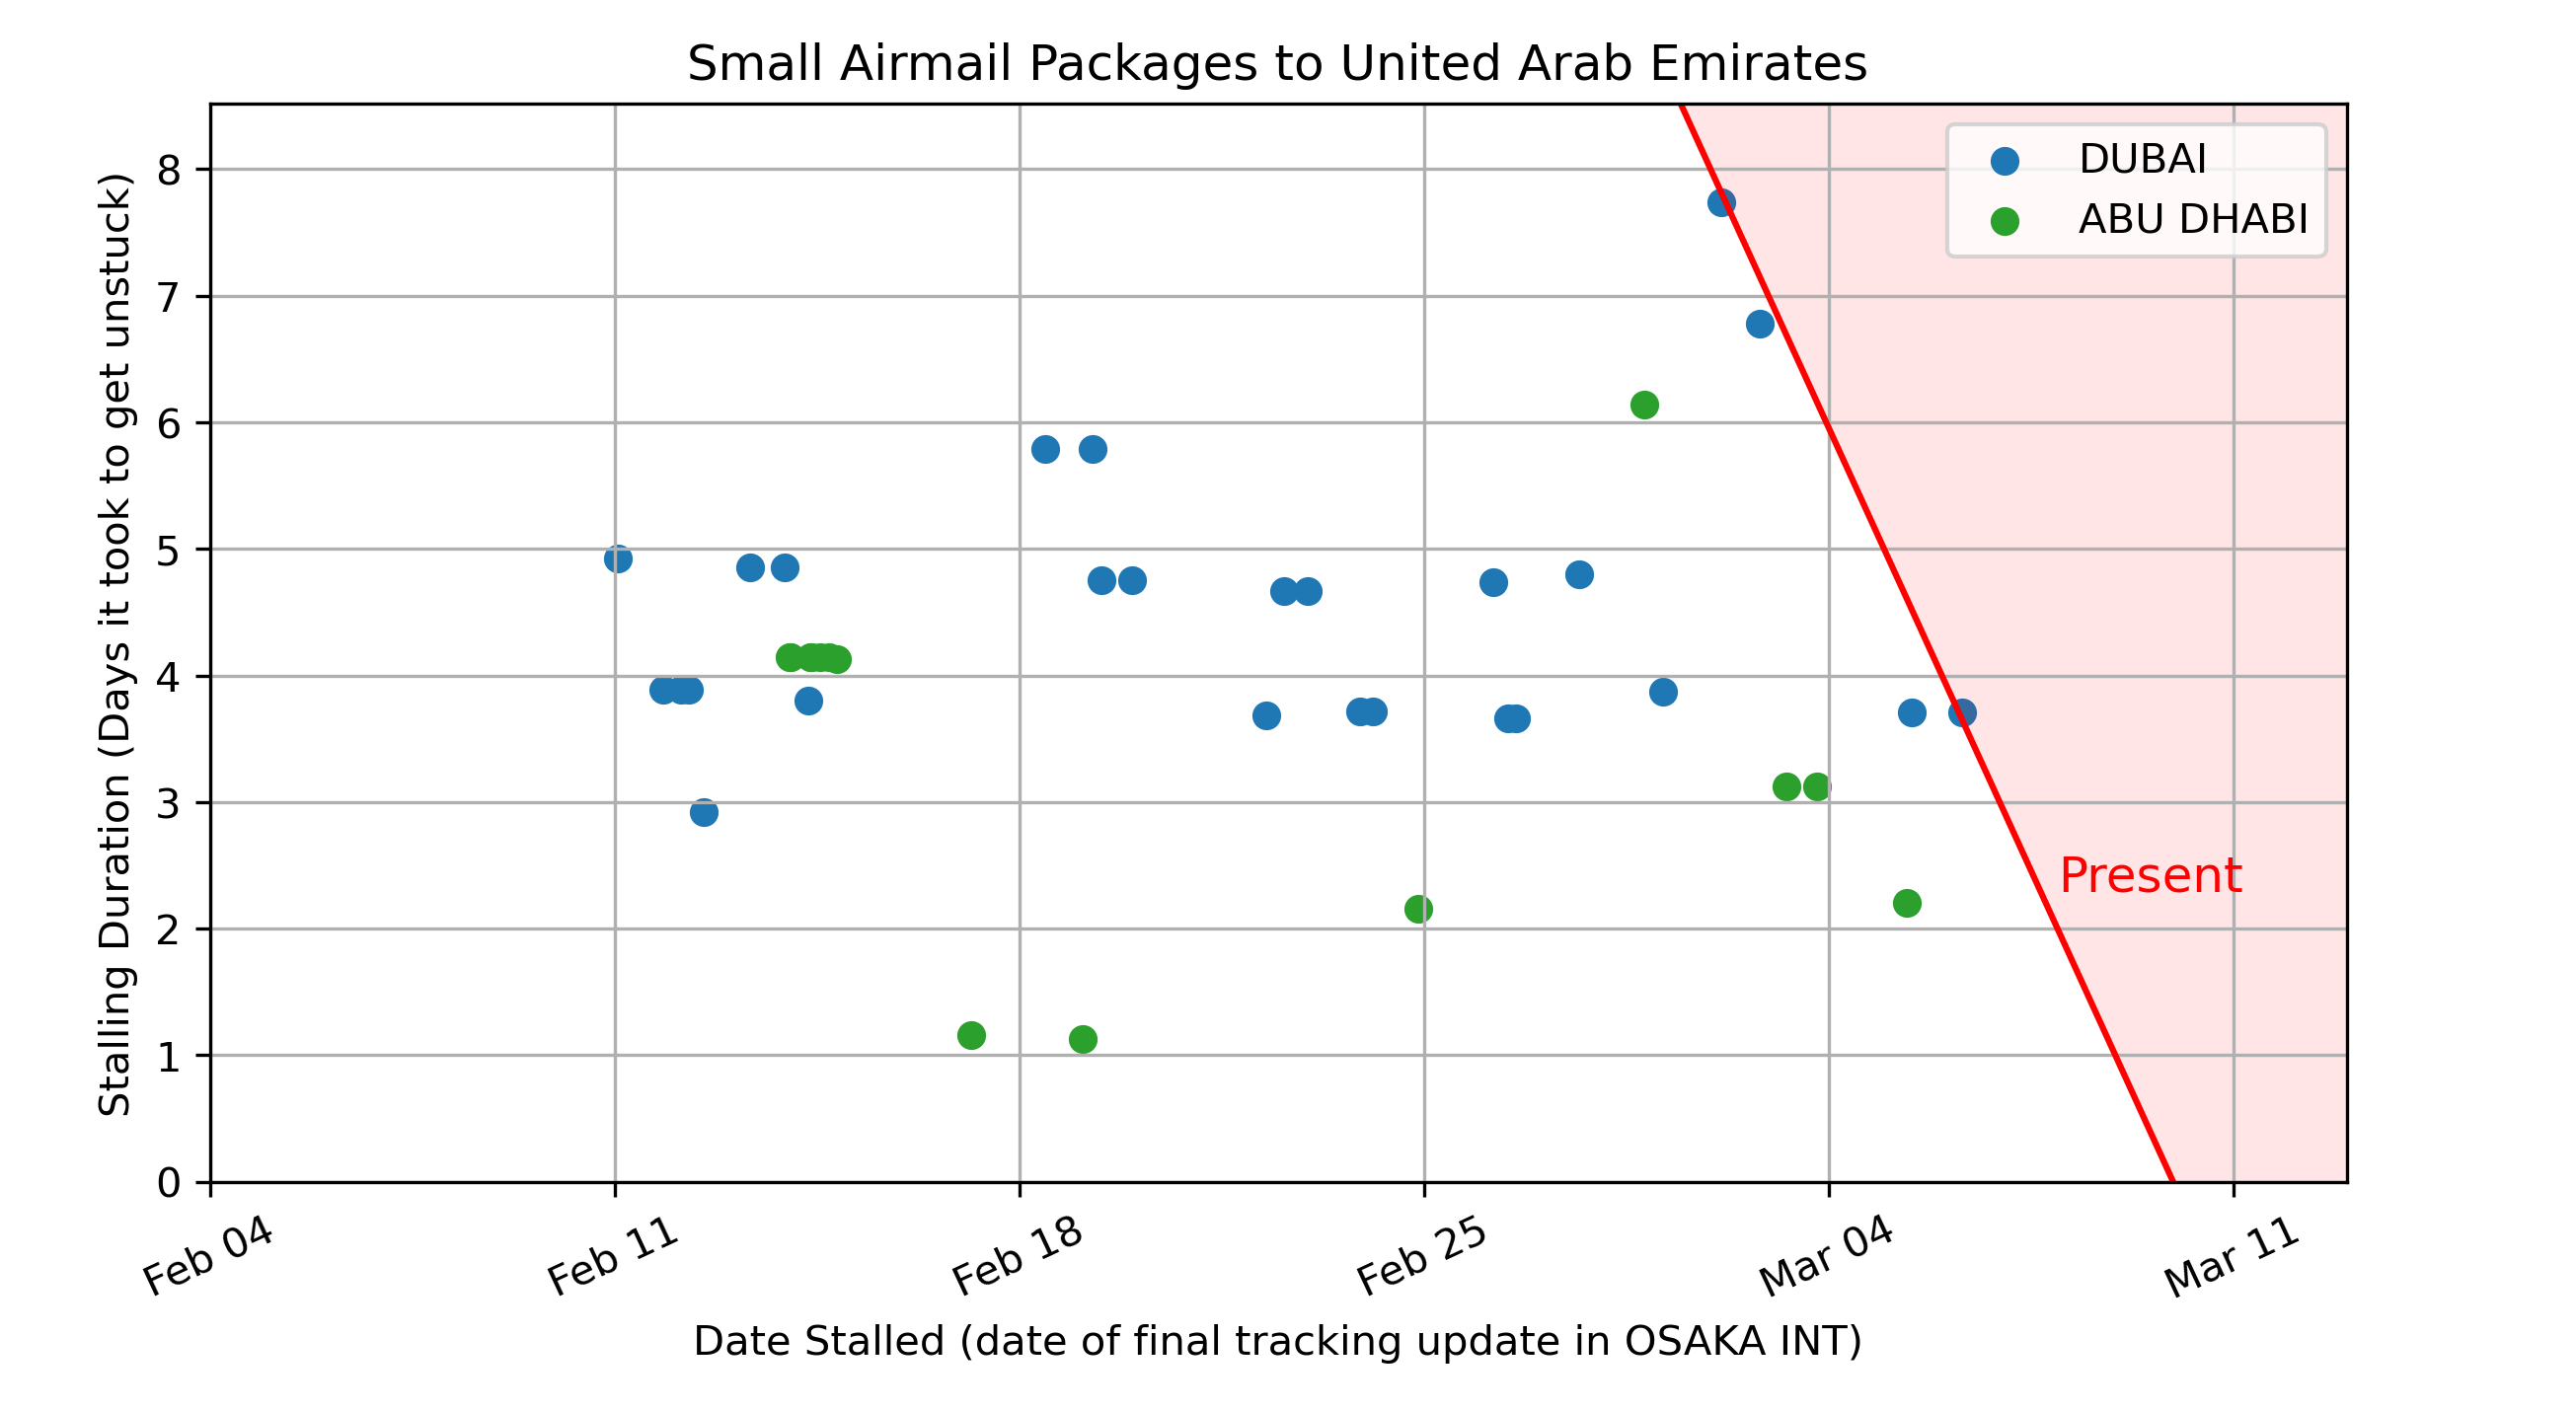 Small Airmail Packages to United Arab Emirates
DUBAI
ABU DHABI
Present
Stalling Duration (Days it took to get unstuck)
8
7
6
5
4
3
2
1
0
Feb 04
Feb 11
Feb 18
Feb 25
Mar 04
Mar 11
Date Stalled (date of final tracking update in OSAKA INT)